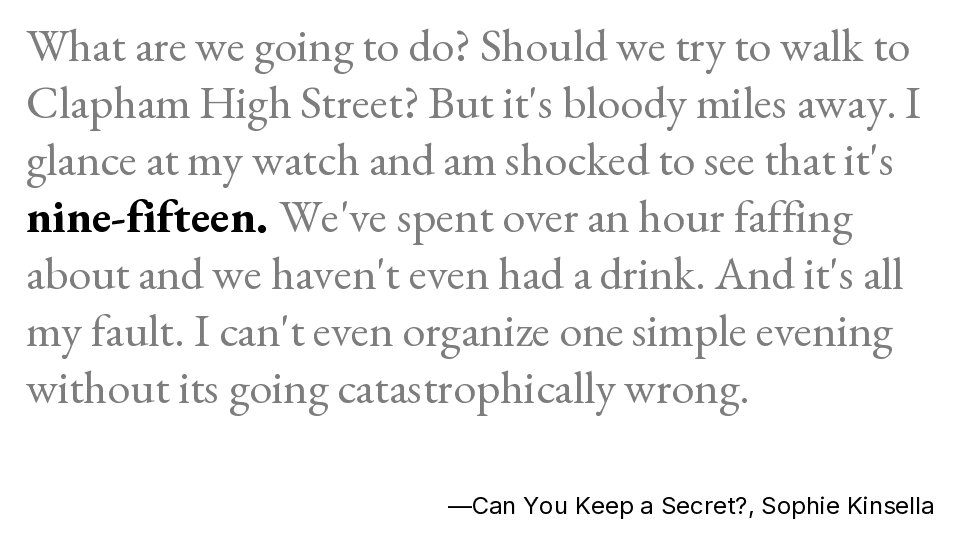 What are we going to do? Should we try to walk to
Clapham High Street? But it's bloody miles away. I
glance at my watch and am shocked to see that it's
nine-fifteen. We've spent over an hour faffing
about and we haven't even had a drink. And it's all
my fault. I can't even organize one simple evening
without its going catastrophically wrong.
—Can You Keep a Secret?, Sophie Kinsella